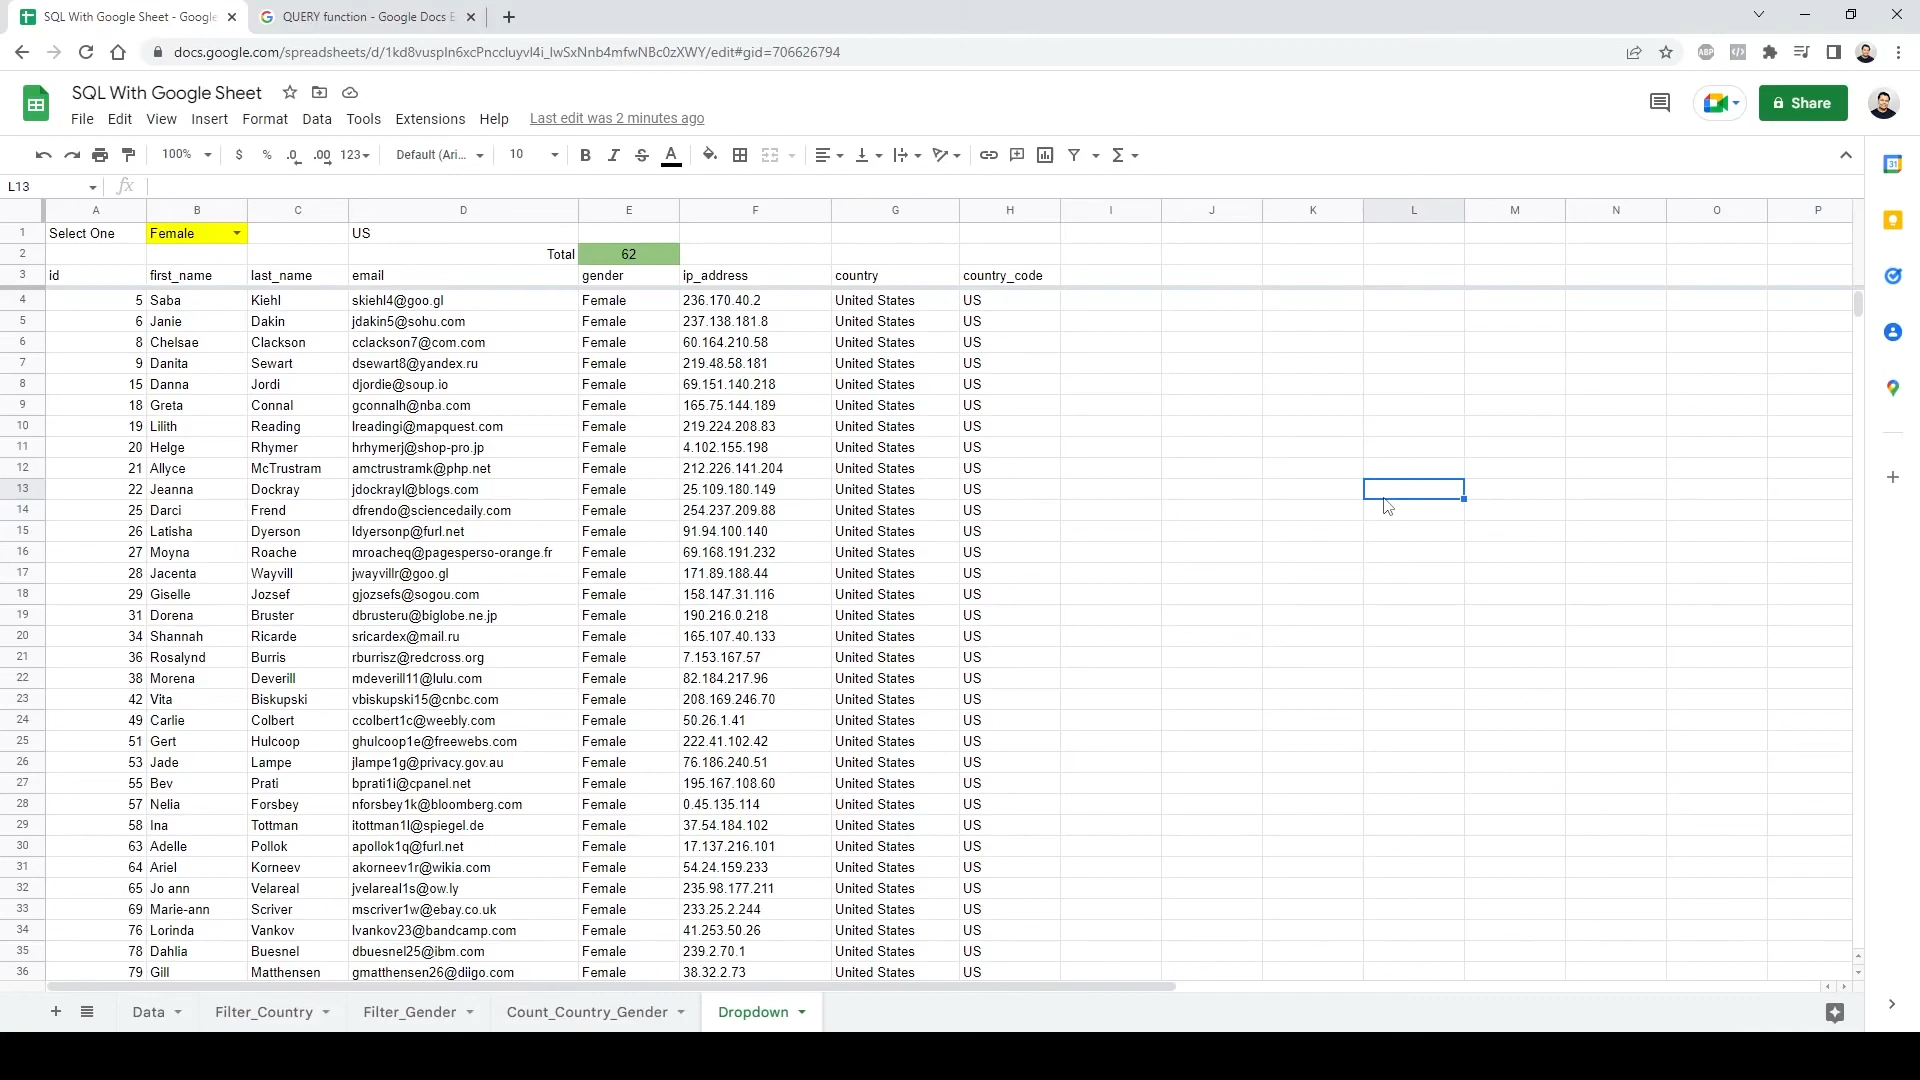 SQL With Google Sheet - Google
QUERY function - Google Docs E
docs.google.com/spreadsheets/d/1kd8vuspIn6xcPnccluyvl4i_lwSxNnb4mfwNBc0zXWY/edit#gid=706626794
ABP
SQL With Google Sheet
Share
File Edit View Insert Format Data Tools Extensions Help Last edit was 2 minutes ago
100% $ % .0 .00 123 Default (Ari... 10 B I S A
31
L13 fx
A B C D E F G H I J K L M N O P
1 Select One Female US
2 Total 62
3 id first_name last_name email gender ip_address country country_code
4 5 Saba Kiehl skiehl4@goo.gl Female 236.170.40.2 United States US
5 6 Janie Dakin jdakin5@sohu.com Female 237.138.181.8 United States US
6 8 Chelsae Clackson cclackson7@com.com Female 60.164.210.58 United States US
7 9 Danita Sewart dsewart8@yandex.ru Female 219.48.58.181 United States US
8 15 Danna Jordi djordie@soup.io Female 69.151.140.218 United States US
9 18 Greta Connal gconnalh@nba.com Female 165.75.144.189 United States US
10 19 Lilith Reading lreadingi@mapquest.com Female 219.224.208.83 United States US
11 20 Helge Rhymer hrhymerj@shop-pro.jp Female 4.102.155.198 United States US
12 21 Allyce McTrustram amctrustramk@php.net Female 212.226.141.204 United States US
13 22 Jeanna Dockray jdockrayl@blogs.com Female 25.109.180.149 United States US
14 25 Darci Frend dfrendo@sciencedaily.com Female 254.237.209.88 United States US
15 26 Latisha Dyerson ldyersonp@furl.net Female 91.94.100.140 United States US
16 27 Moyna Roache mroacheq@pagesperso-orange.fr Female 69.168.191.232 United States US
17 28 Jacenta Wayvill jwayvillr@goo.gl Female 171.89.188.44 United States US
18 29 Giselle Jozsef gjozsefs@sogou.com Female 158.147.31.116 United States US
19 31 Dorena Bruster dbrusteru@biglobe.ne.jp Female 190.216.0.218 United States US
20 34 Shannah Ricarde sricardex@mail.ru Female 165.107.40.133 United States US
21 36 Rosalynd Burris rburrisz@redcross.org Female 7.153.167.57 United States US
22 38 Morena Deverill mdeverill11@lulu.com Female 82.184.217.96 United States US
23 42 Vita Biskupski vbiskupski15@cnbc.com Female 208.169.246.70 United States US
24 49 Carlie Colbert ccolbert1c@weebly.com Female 50.26.1.41 United States US
25 51 Gert Hulcoop ghulcoop1e@freewebs.com Female 222.41.102.42 United States US
26 53 Jade Lampe jlampe1g@privacy.gov.au Female 76.186.240.51 United States US
27 55 Bev Prati bprati1i@cpanel.net Female 195.167.108.60 United States US
28 57 Nelia Forsbey nforsbey1k@bloomberg.com Female 0.45.135.114 United States US
29 58 Ina Tottman itottman1l@spiegel.de Female 37.54.184.102 United States US
30 63 Adelle Pollok apollok1q@furl.net Female 17.137.216.101 United States US
31 64 Ariel Korneev akorneev1r@wikia.com Female 54.24.159.233 United States US
32 65 Jo ann Velareal jvelareal1s@ow.ly Female 235.98.177.211 United States US
33 69 Marie-ann Scriver mscriver1w@ebay.co.uk Female 233.25.2.244 United States US
34 76 Lorinda Vankov lvankov23@bandcamp.com Female 41.253.50.26 United States US
35 78 Dahlia Buesnel dbuesnel25@ibm.com Female 239.2.70.1 United States US
36 79 Gill Matthensen gmatthensen26@diigo.com Female 38.32.2.73 United States US
Data Filter_Country Filter_Gender Count_Country_Gender Dropdown